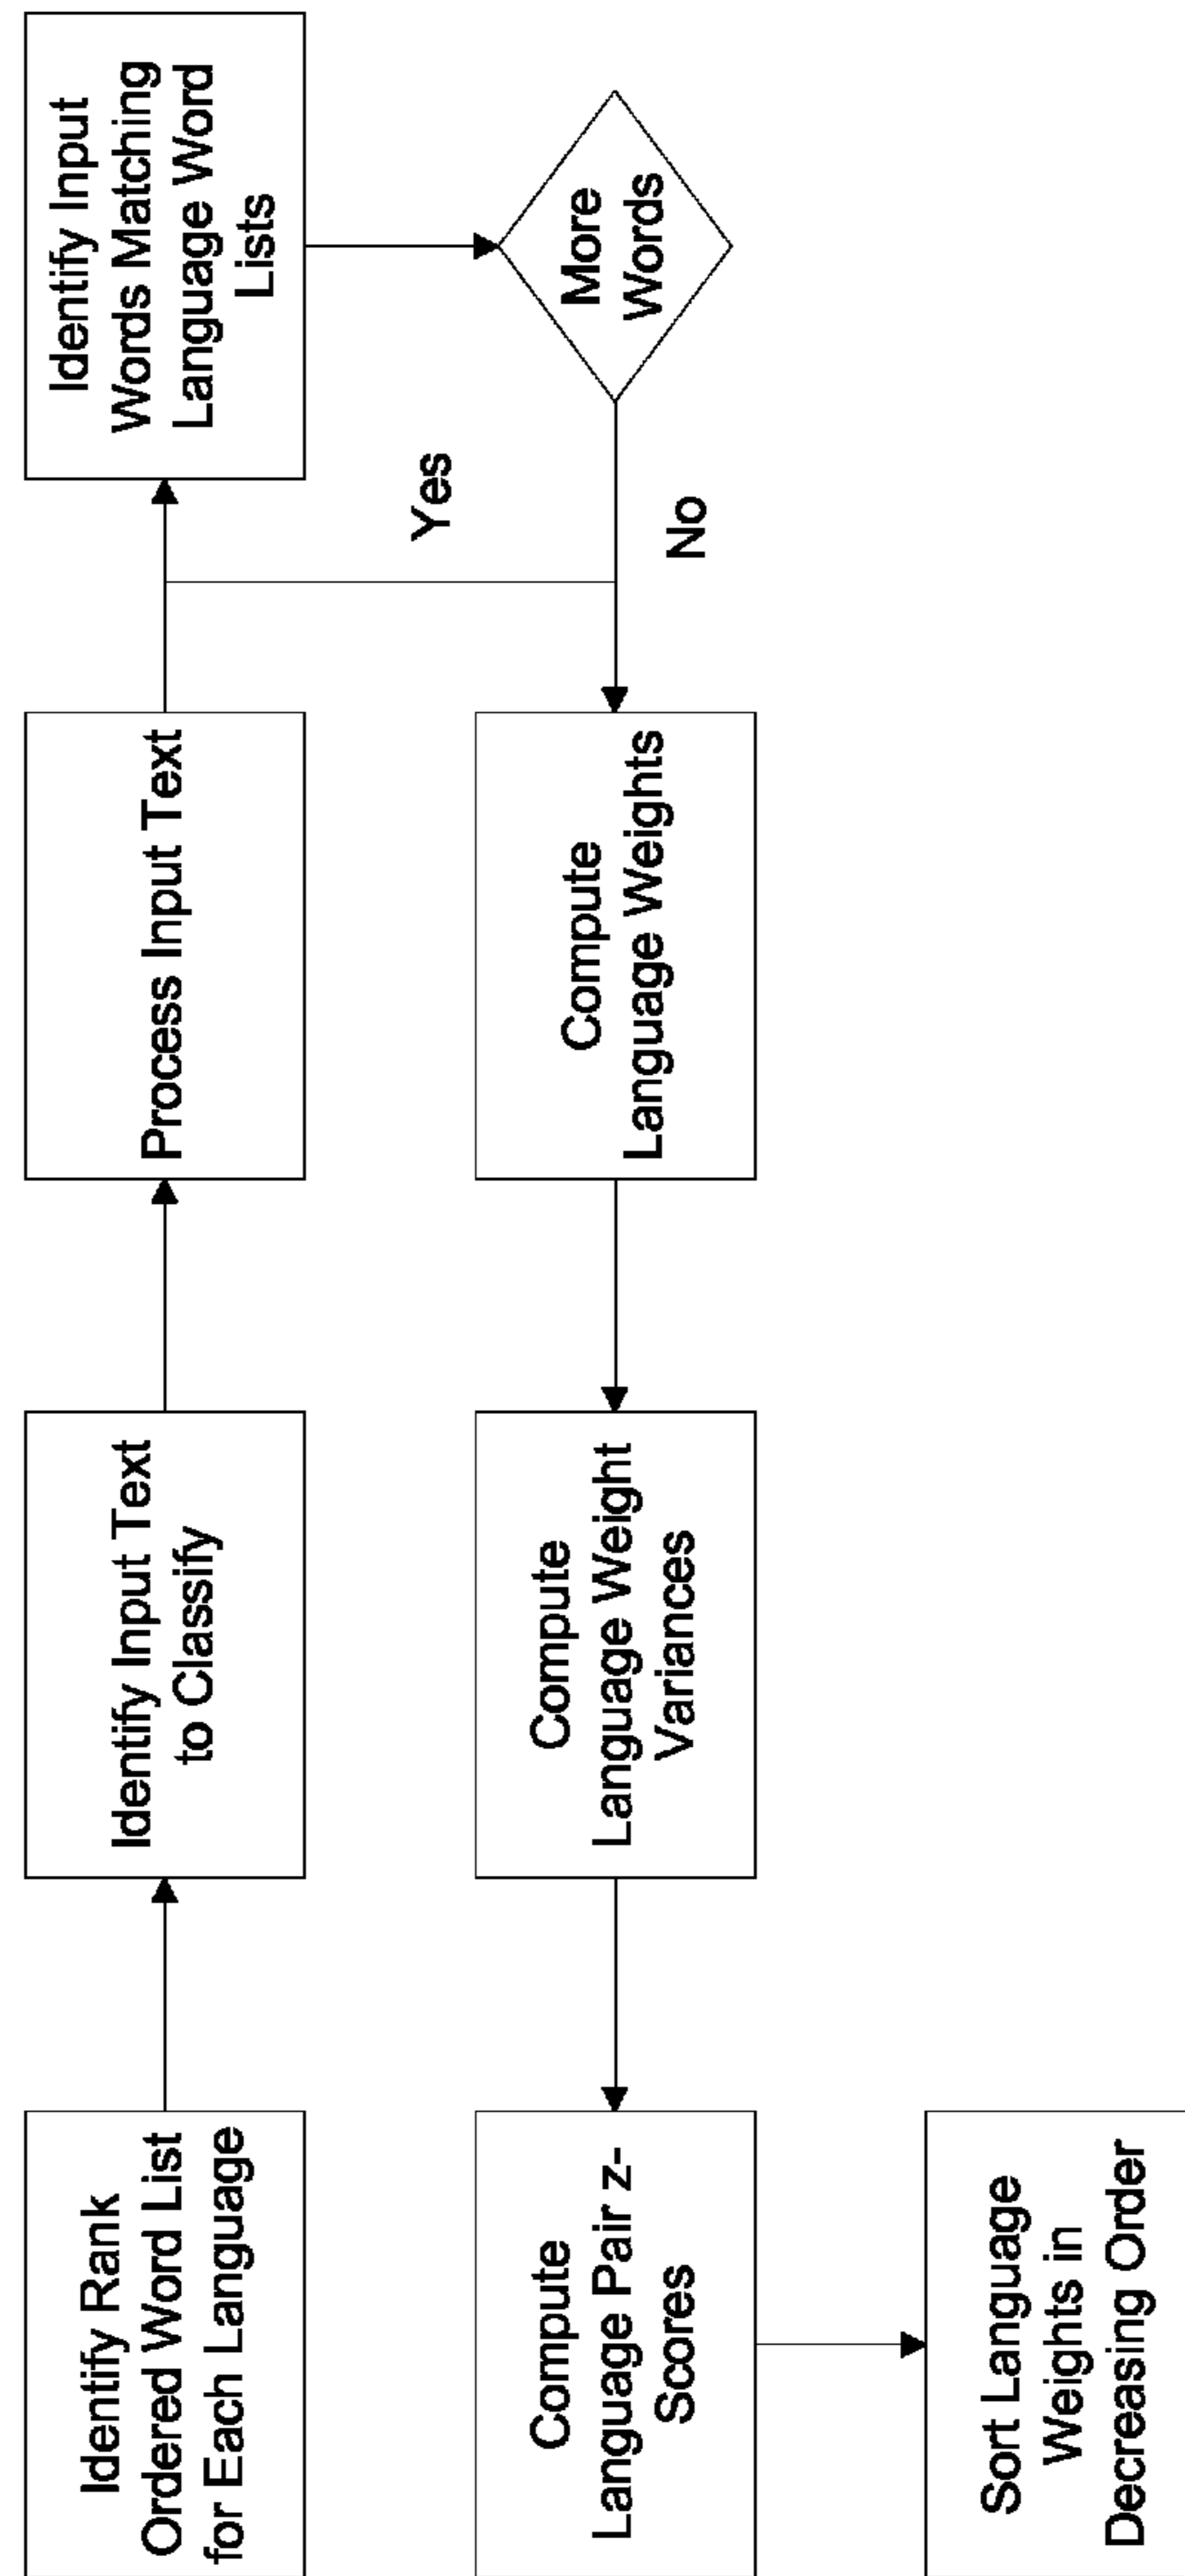 Identify Rank
Ordered Word List
for Each Language
Identify Input Text
to Classify
Process Input Text
Identify Input
Words Matching
Language Word
Lists
More
Words
Yes
No
Compute
Language Weights
Compute
Language Weight
Variances
Compute
Language Pair z-
Scores
Sort Language
Weights in
Decreasing Order